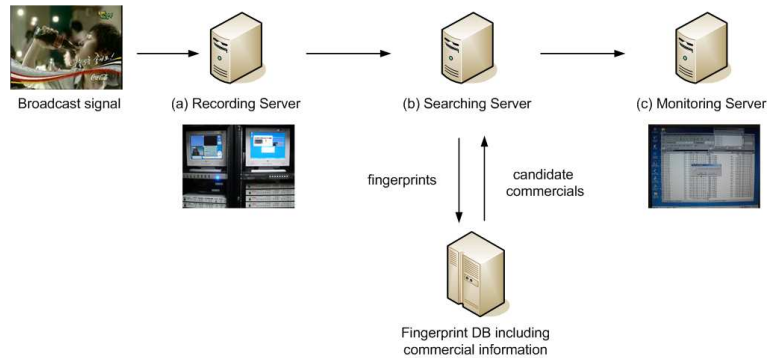 Broadcast signal
(a) Recording Server
(b) Searching Server
(c) Monitoring Server
fingerprints
candidate
commercials
Fingerprint DB including
commercial information